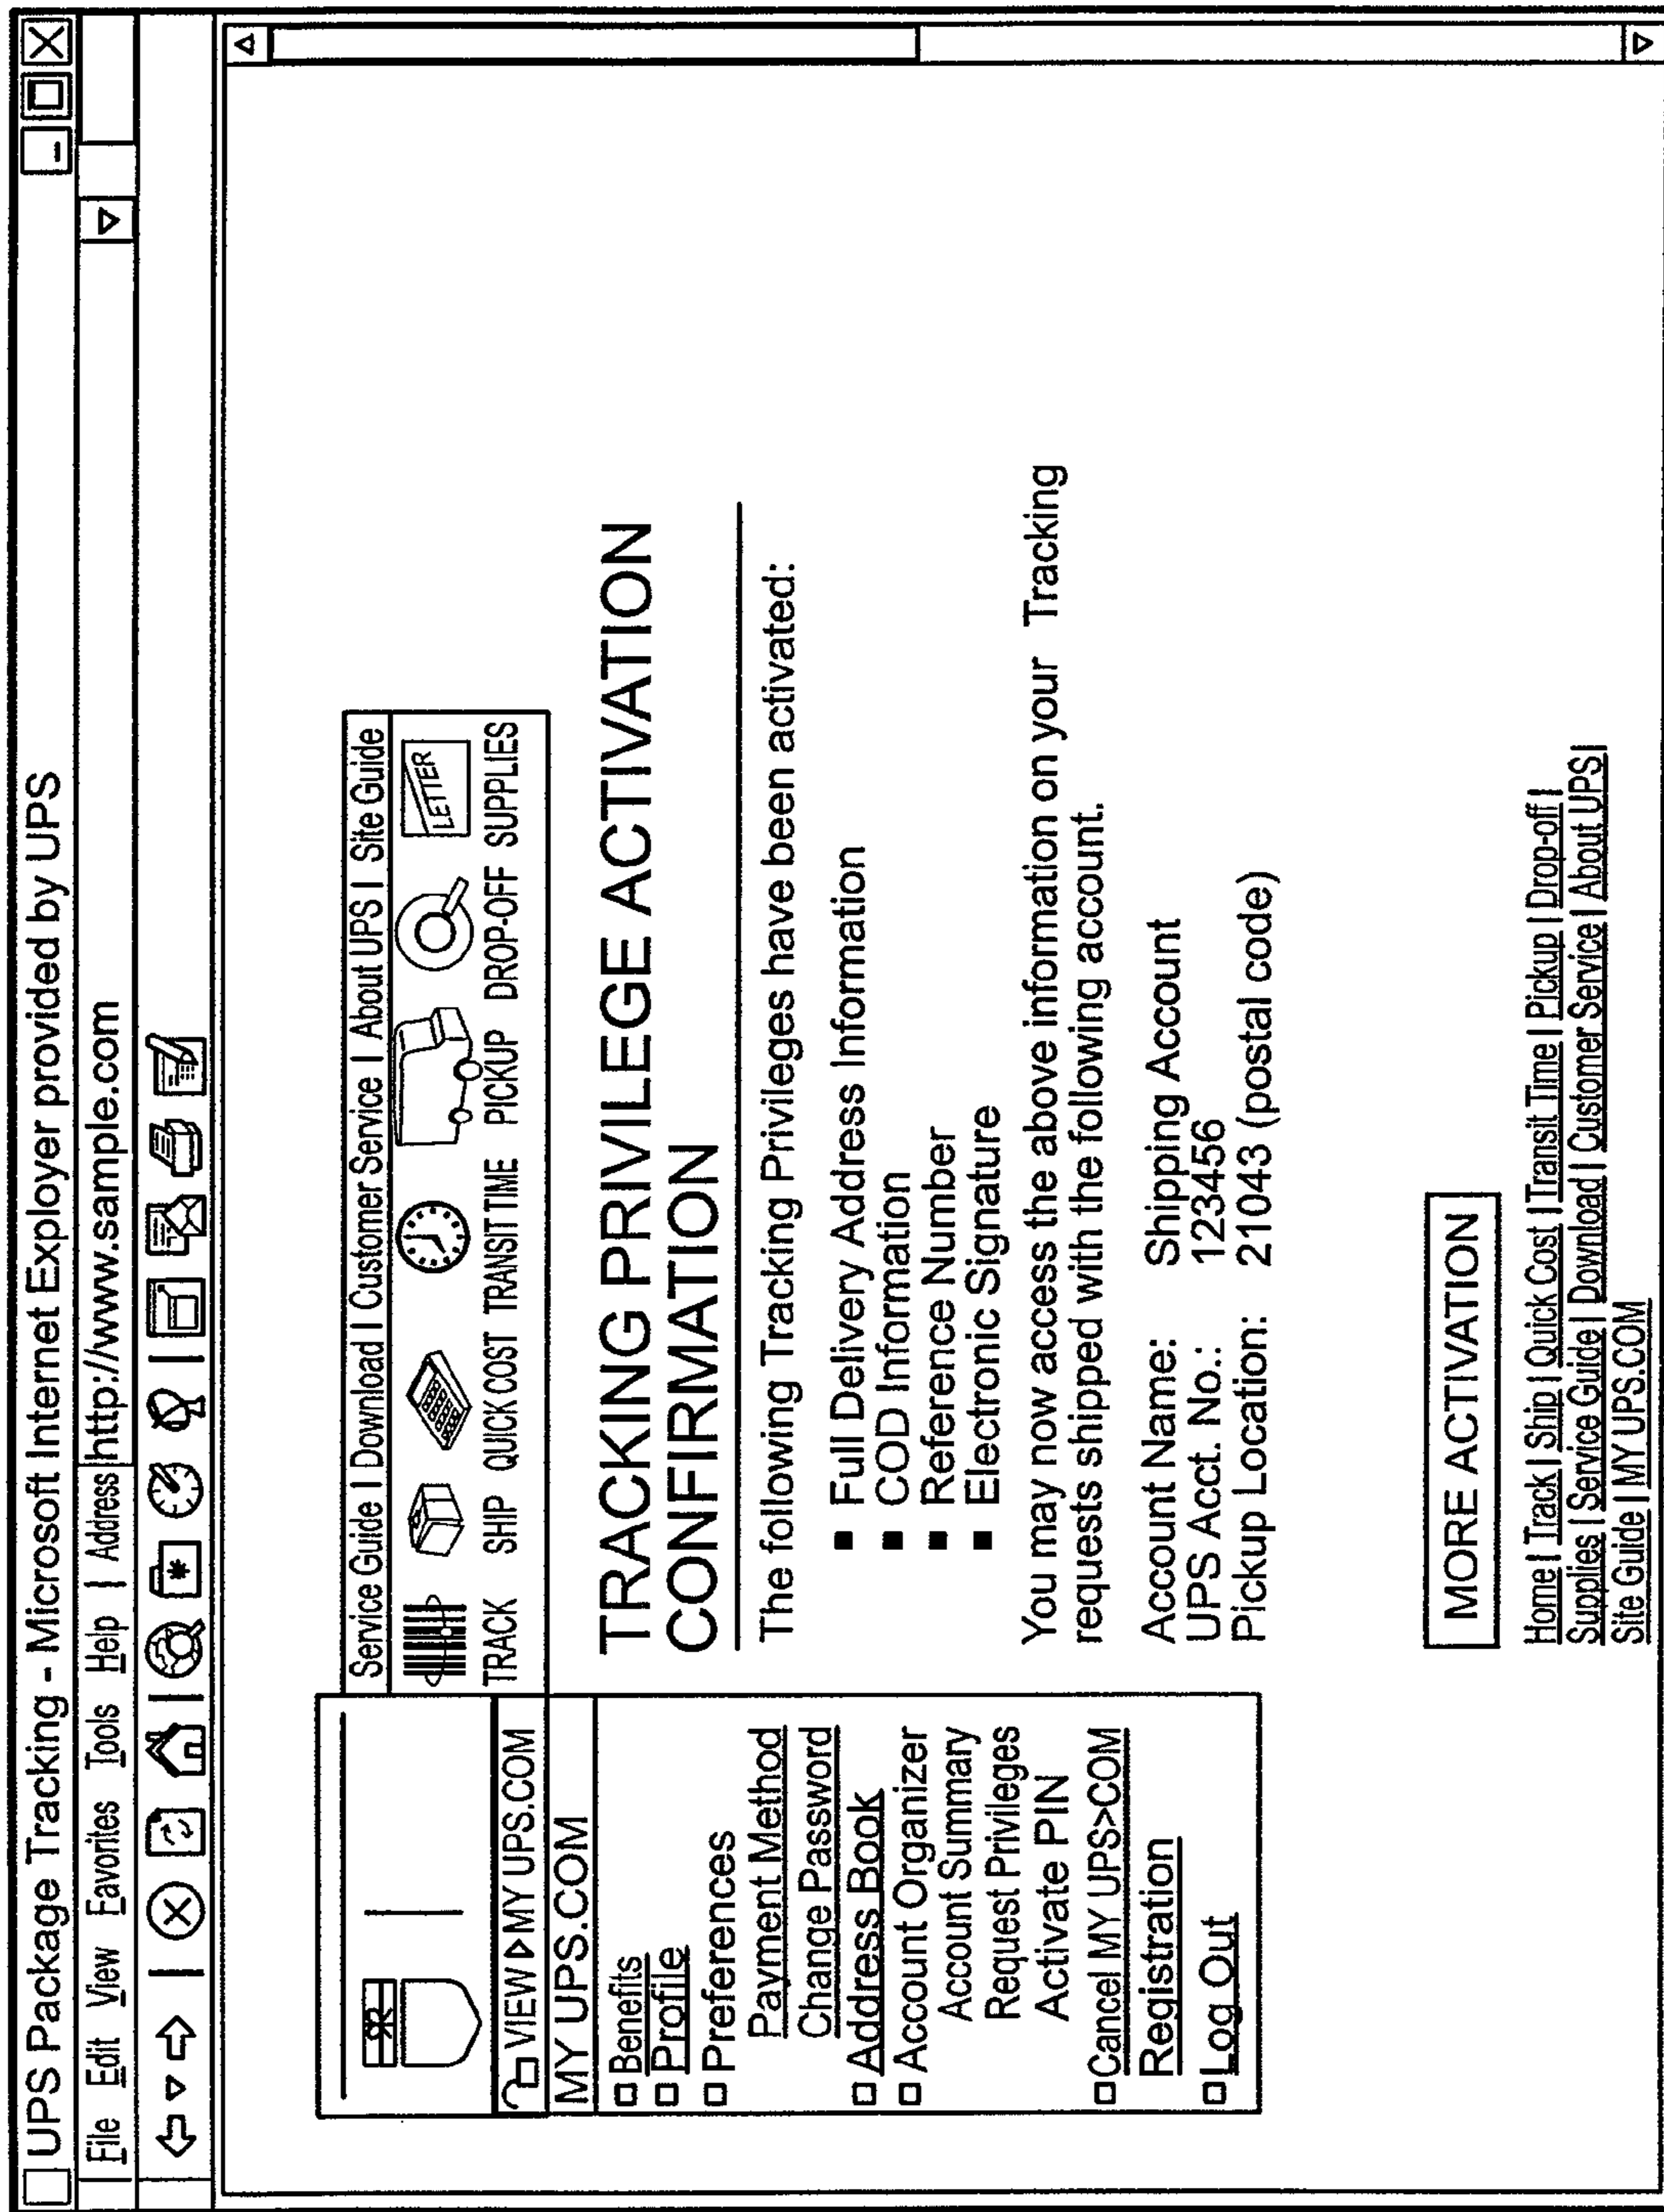 UPS Package Tracking - Microsoft Internet Exployer provided by UPS
File Edit View Favorites Tools Help | Address http://www.sample.com
Service Guide | Download | Customer Service | About UPS | Site Guide
LETTER
TRACK SHIP QUICK COST TRANSIT TIME PICKUP DROP-OFF SUPPLIES
VIEW MY UPS.COM
MY UPS.COM
Benefits
Profile
Preferences
Payment Method
Change Password
Address Book
Account Organizer
Account Summary
Request Privileges
Activate PIN
Cancel MY UPS>COM
Registration
Log Out
TRACKING PRIVILEGE ACTIVATION
CONFIRMATION
The following Tracking Privileges have been activated:
■ Full Delivery Address Information
■ COD Information
■ Reference Number
■ Electronic Signature
You may now access the above information on your Tracking
requests shipped with the following account.
Account Name: Shipping Account
UPS Acct. No.: 123456
Pickup Location: 21043 (postal code)
MORE ACTIVATION
Home | Track | Ship | Quick Cost | Transit Time | Pickup | Drop-off |
Supplies | Service Guide | Download | Customer Service | About UPS |
Site Guide | MY UPS.COM